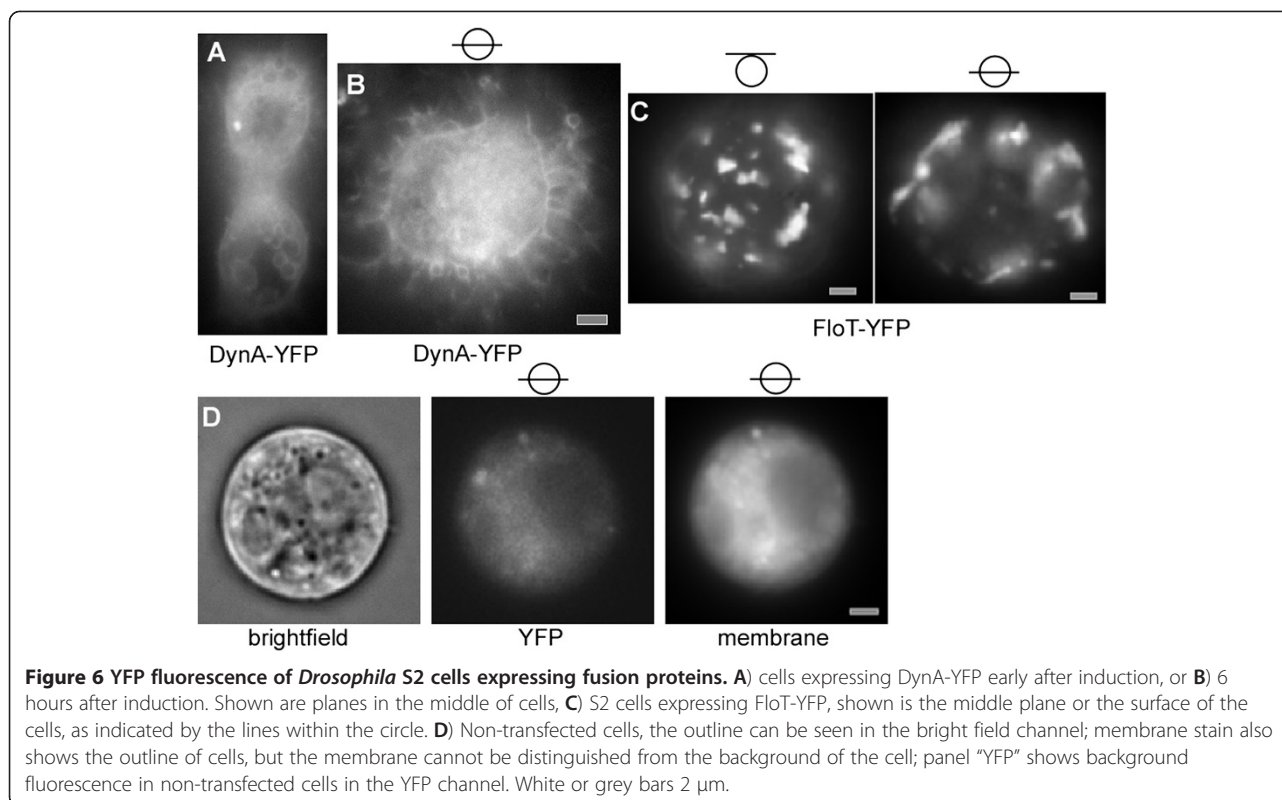 A
B
C
DynA-YFP
DynA-YFP
FloT-YFP
D
brightfield
YFP
membrane
Figure 6 YFP fluorescence of Drosophila S2 cells expressing fusion proteins. A) cells expressing DynA-YFP early after induction, or B) 6
hours after induction. Shown are planes in the middle of cells, C) S2 cells expressing FloT-YFP, shown is the middle plane or the surface of the
cells, as indicated by the lines within the circle. D) Non-transfected cells, the outline can be seen in the bright field channel; membrane stain also
shows the outline of cells, but the membrane cannot be distinguished from the background of the cell; panel “YFP” shows background
fluorescence in non-transfected cells in the YFP channel. White or grey bars 2 μm.